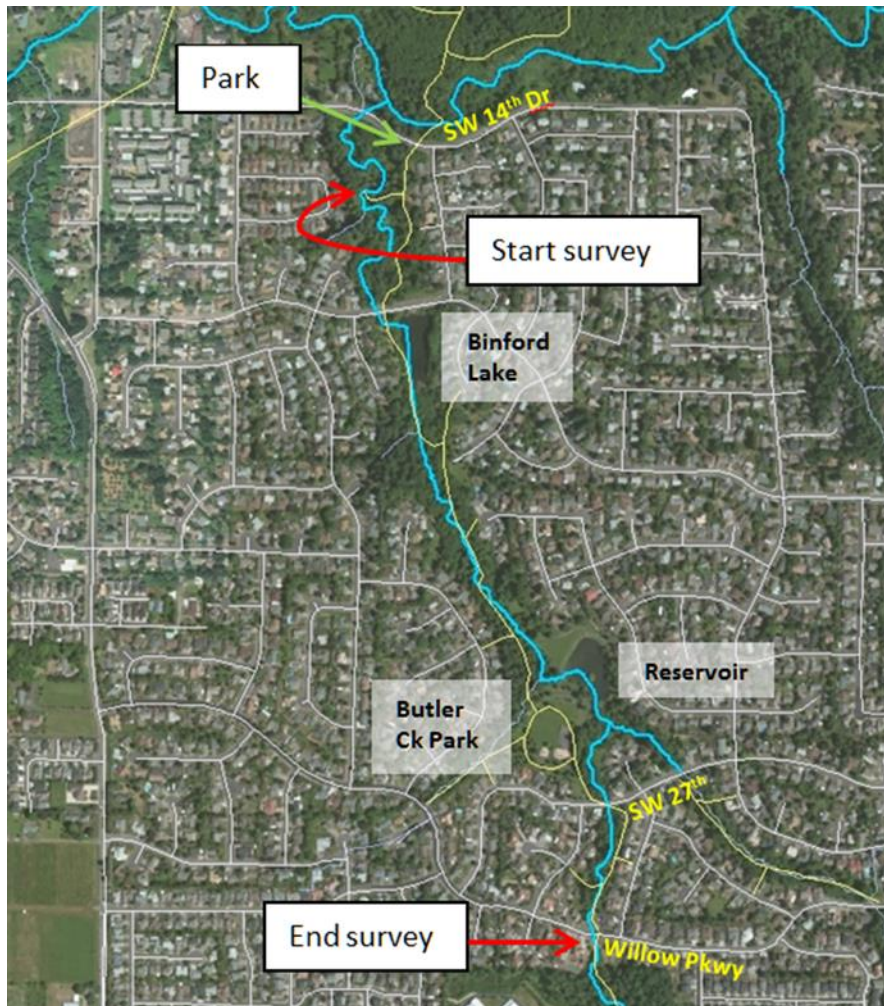 Park
SW 14th Dr
Start survey
Binford
Lake
Reservoir
Butler
Ck Park
SW 27th
End survey
Willow Pkwy